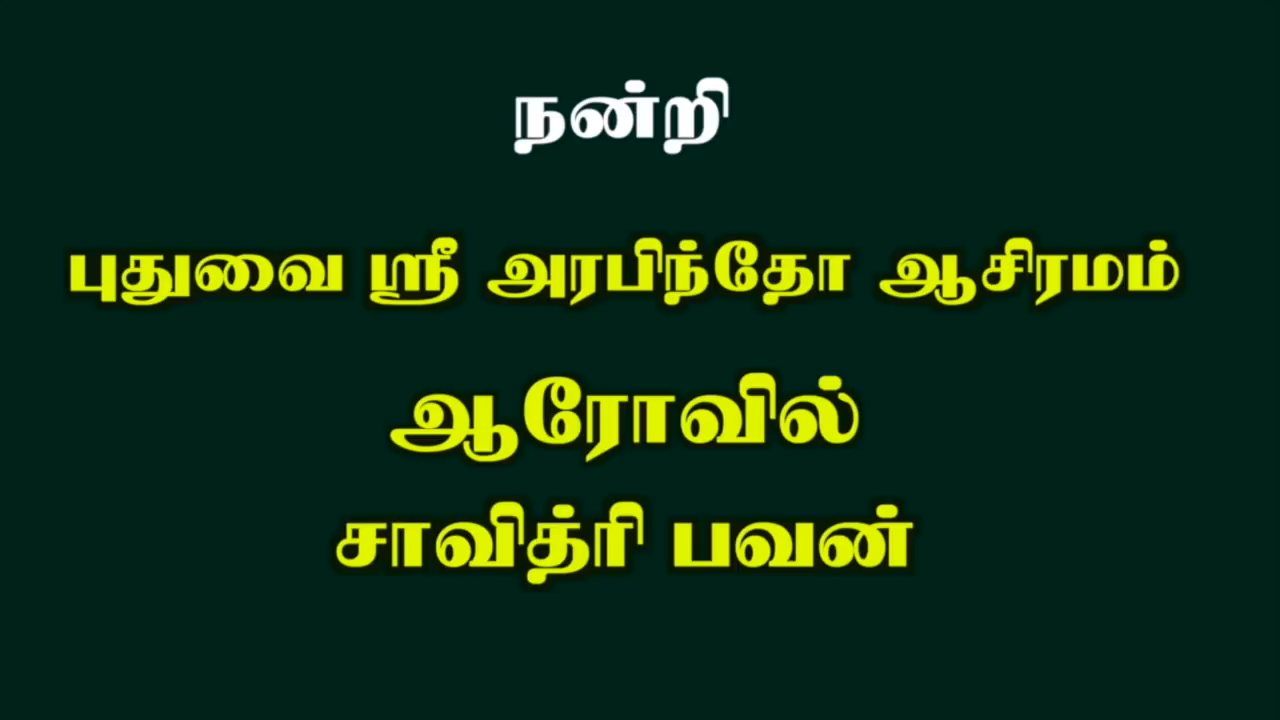 நன்றி
புதுவை ஸ்ரீ அரபிந்தோ ஆசிரமம்
ஆரோவில்
சாவித்ரி பவன்